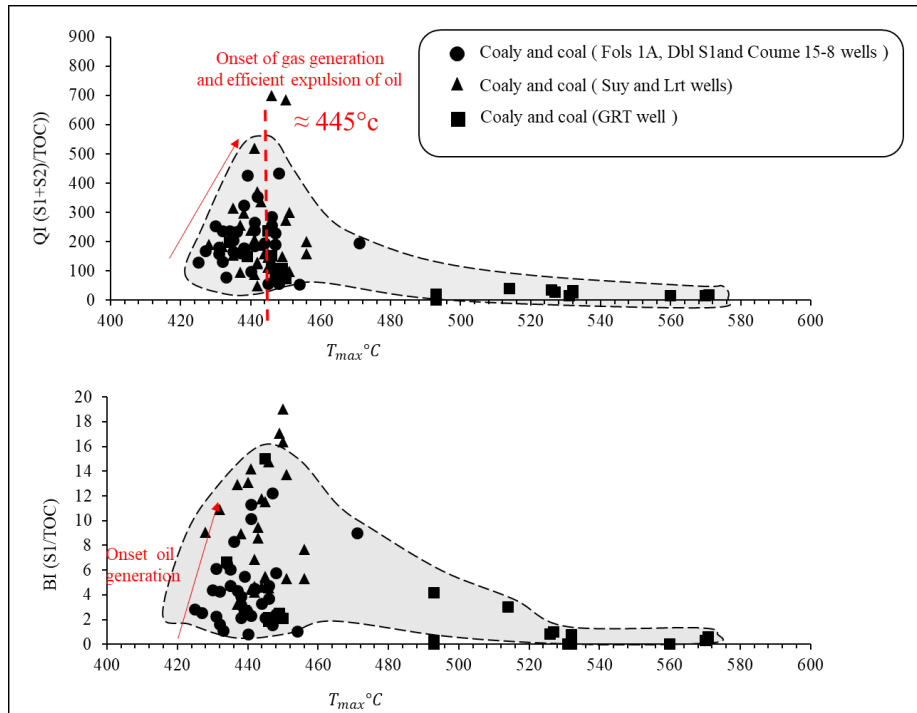 900
800
700
600
500
400
300
200
100
0
QI (S1+S2)/TOC))
Onset of gas generation
and efficient expulsion of oil
≈ 445°c
Coaly and coal ( Fols 1A, Dbl S1and Coume 15-8 wells )
Coaly and coal ( Suy and Lrt wells)
Coaly and coal (GRT well )
400 420 440 460 480 500 520 540 560 580 600
T_max °C
20
18
16
14
12
10
8
6
4
2
0
BI (S1/TOC)
Onset oil
generation
400 420 440 460 480 500 520 540 560 580 600
T_max °C